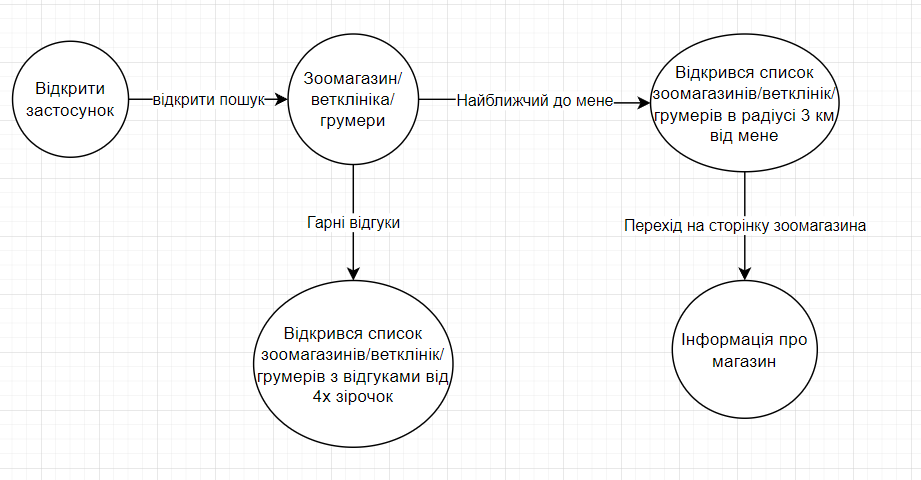 Відкрити
застосунок
відкрити пошук
Зоомагазин/
ветклініка/
грумери
Найближчий до мене
Відкрився список
зоомагазинів/ветклінік/
грумерів в радіусі 3 км
від мене
Гарні відгуки
Перехід на сторінку зоомагазина
Відкрився список
зоомагазинів/ветклінік/
грумерів з відгуками від
4х зірочок
Інформація про
магазин